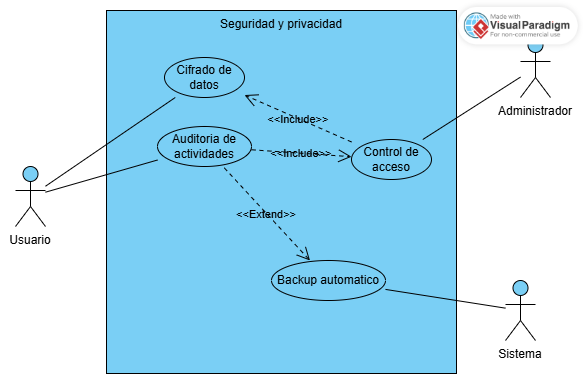 Seguridad y privacidad
Made with
Visual Paradigm
For non-commercial use
Cifrado de
datos
Administrador
<<Include>>
Auditoria de
actividades
<<Include>>
Control de
acceso
Usuario
<<Extend>>
Backup automatico
Sistema